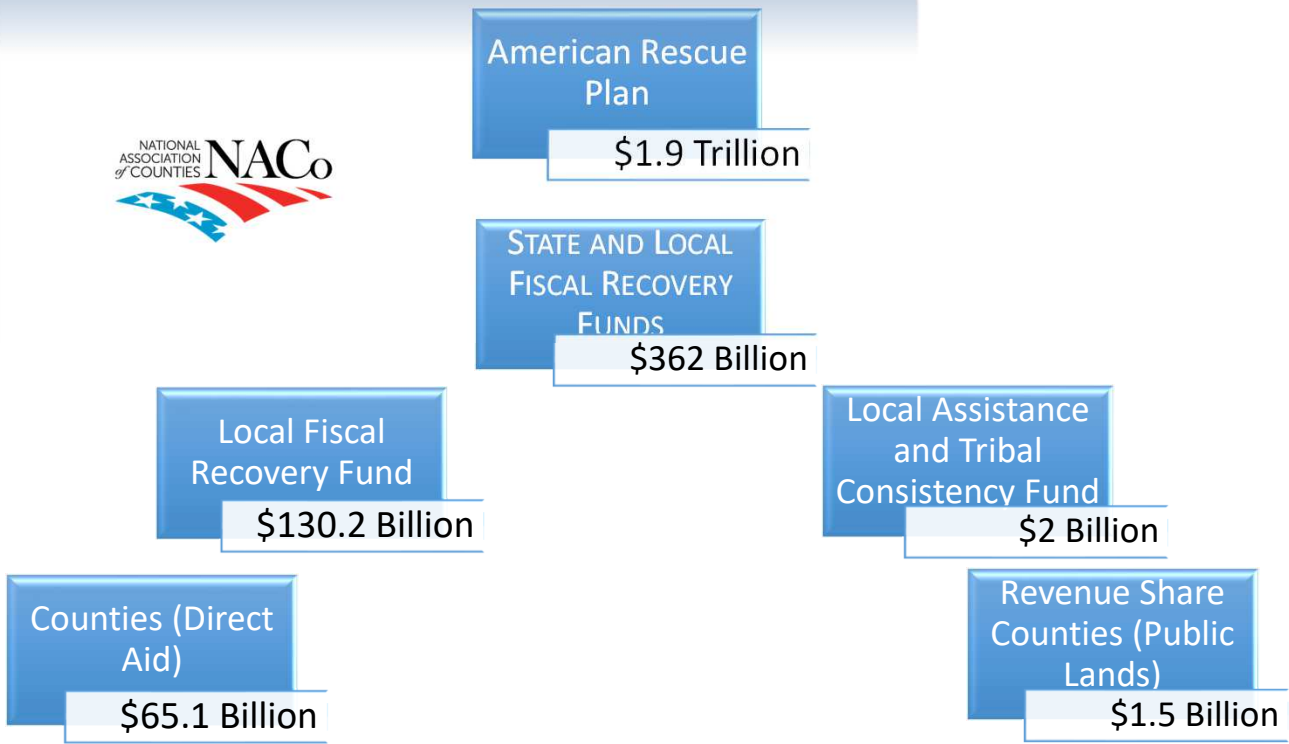 American Rescue
Plan
$1.9 Trillion
NATIONAL
ASSOCIATION
of COUNTIES
NACo
STATE AND LOCAL
FISCAL RECOVERY
FUNDS
$362 Billion
Local Fiscal
Recovery Fund
$130.2 Billion
Local Assistance
and Tribal
Consistency Fund
$2 Billion
Counties (Direct
Aid)
$65.1 Billion
Revenue Share
Counties (Public
Lands)
$1.5 Billion